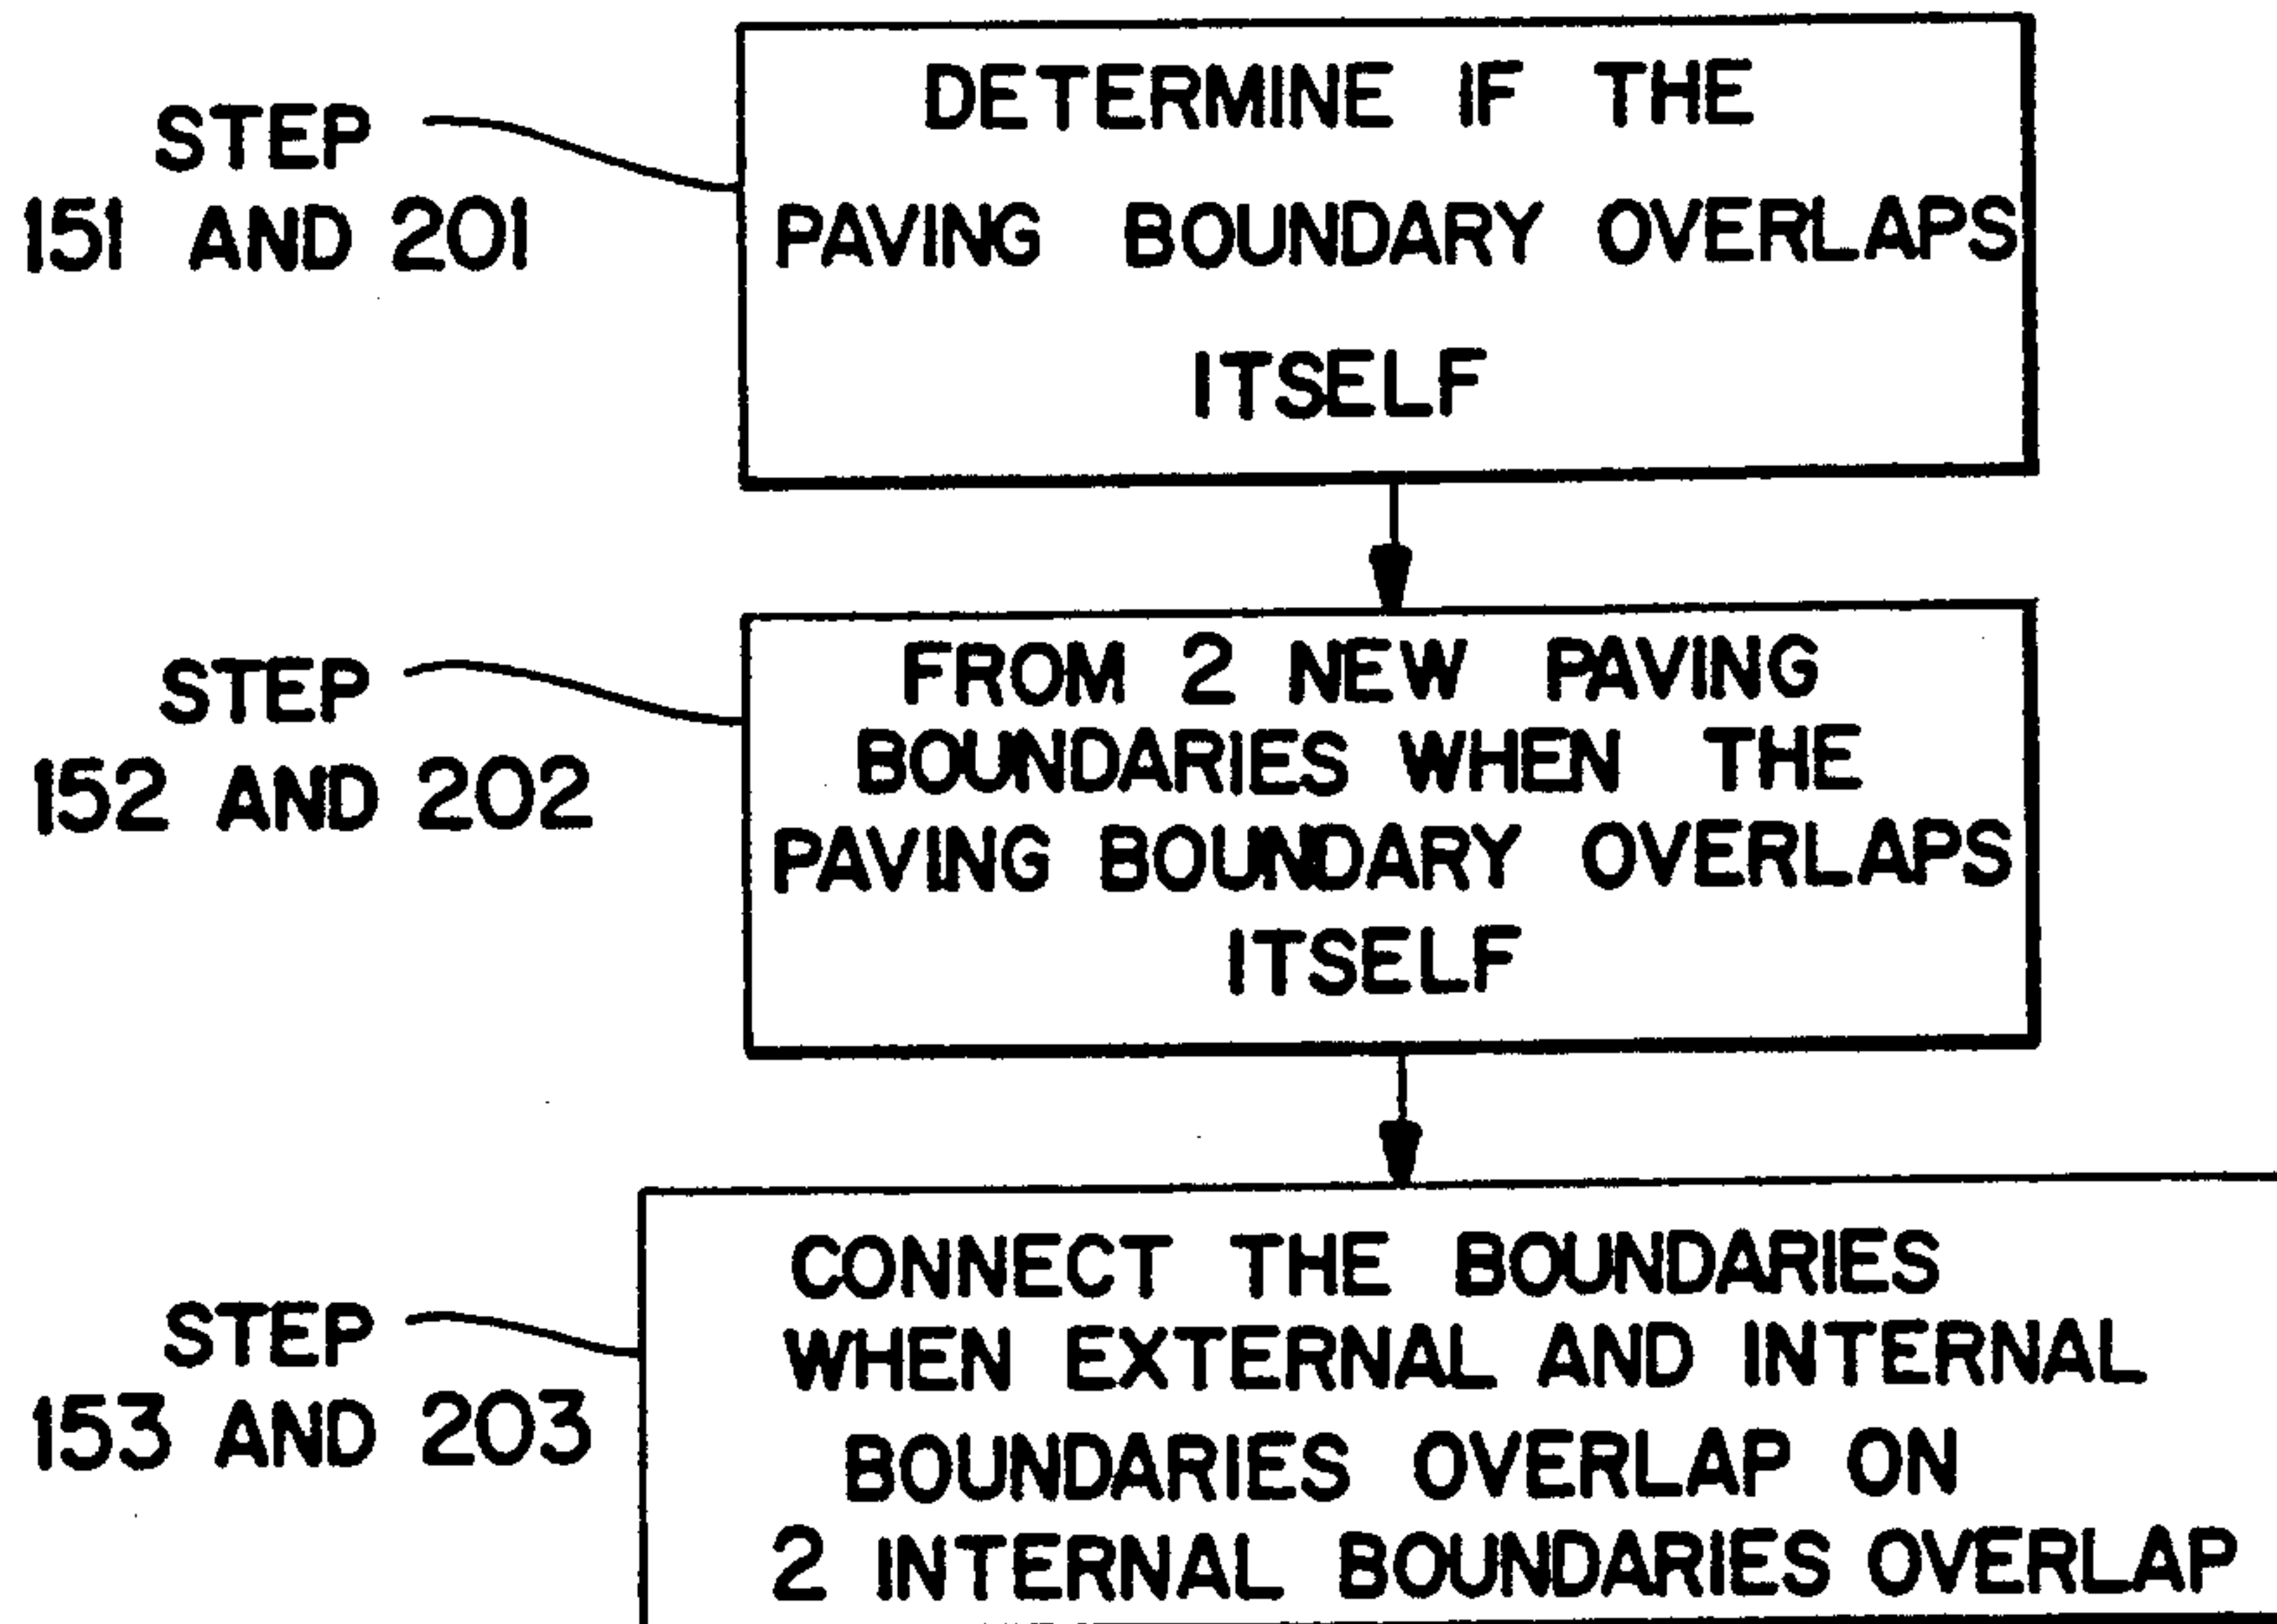 STEP
151 AND 201
DETERMINE IF THE
PAVING BOUNDARY OVERLAPS
ITSELF
STEP
152 AND 202
FROM 2 NEW PAVING
BOUNDARIES WHEN THE
PAVING BOUNDARY OVERLAPS
ITSELF
STEP
153 AND 203
CONNECT THE BOUNDARIES
WHEN EXTERNAL AND INTERNAL
BOUNDARIES OVERLAP ON
2 INTERNAL BOUNDARIES OVERLAP